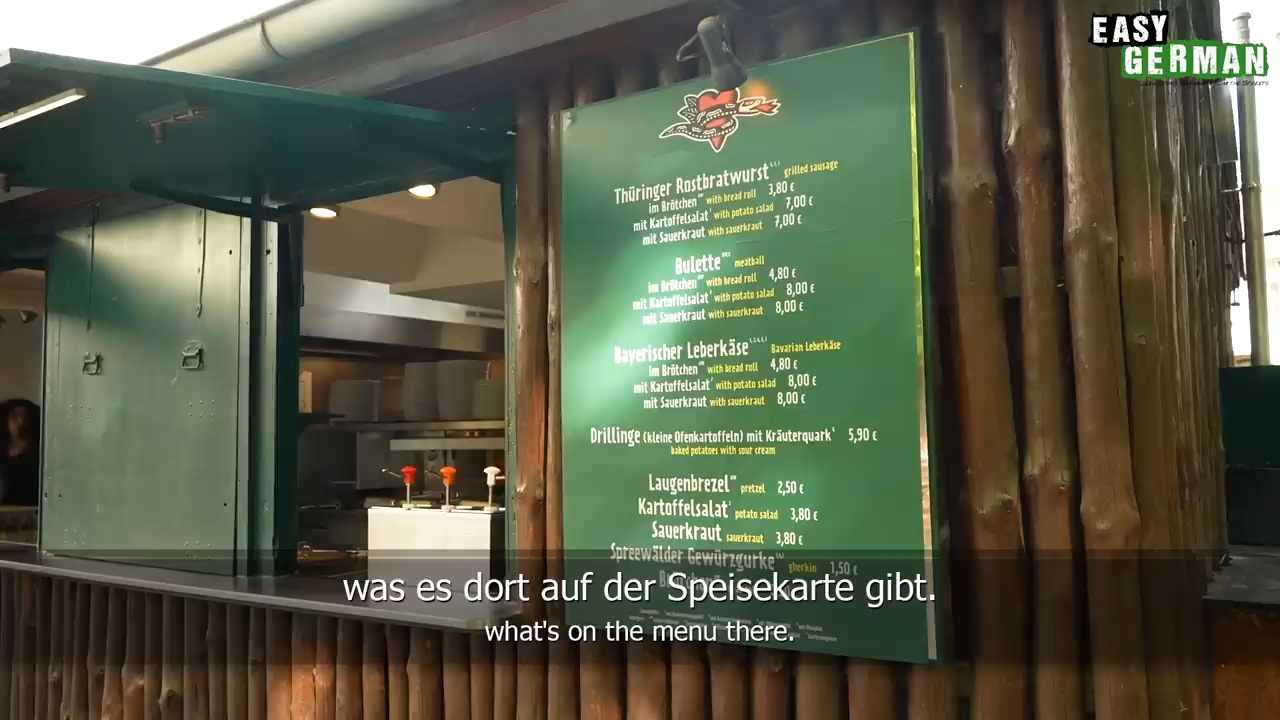 EASY
GERMAN
Thüringer Rostbratwurst grilled sausage
im Brötchen with bread roll 3,80 €
mit Kartoffelsalat with potato salad 7,00 €
mit Sauerkraut with sauerkraut 7,00 €
Bulette meatball
im Brötchen with bread roll 4,80 €
mit Kartoffelsalat with potato salad 8,00 €
mit Sauerkraut with sauerkraut 8,00 €
Bayerischer Leberkäse Bavarian Leberkäse
im Brötchen with bread roll 4,80 €
mit Kartoffelsalat with potato salad 8,00 €
mit Sauerkraut with sauerkraut 8,00 €
Drillinge (kleine Ofenkartoffeln) mit Kräuterquark 5,90 €
baked potatoes with sour cream
Laugenbrezel pretzel 2,50 €
Kartoffelsalat potato salad 3,80 €
Sauerkraut sauerkraut 3,80 €
Spreewälder Gewürzgurke gherkin 1,50 €
was es dort auf der Speisekarte gibt.
what's on the menu there.